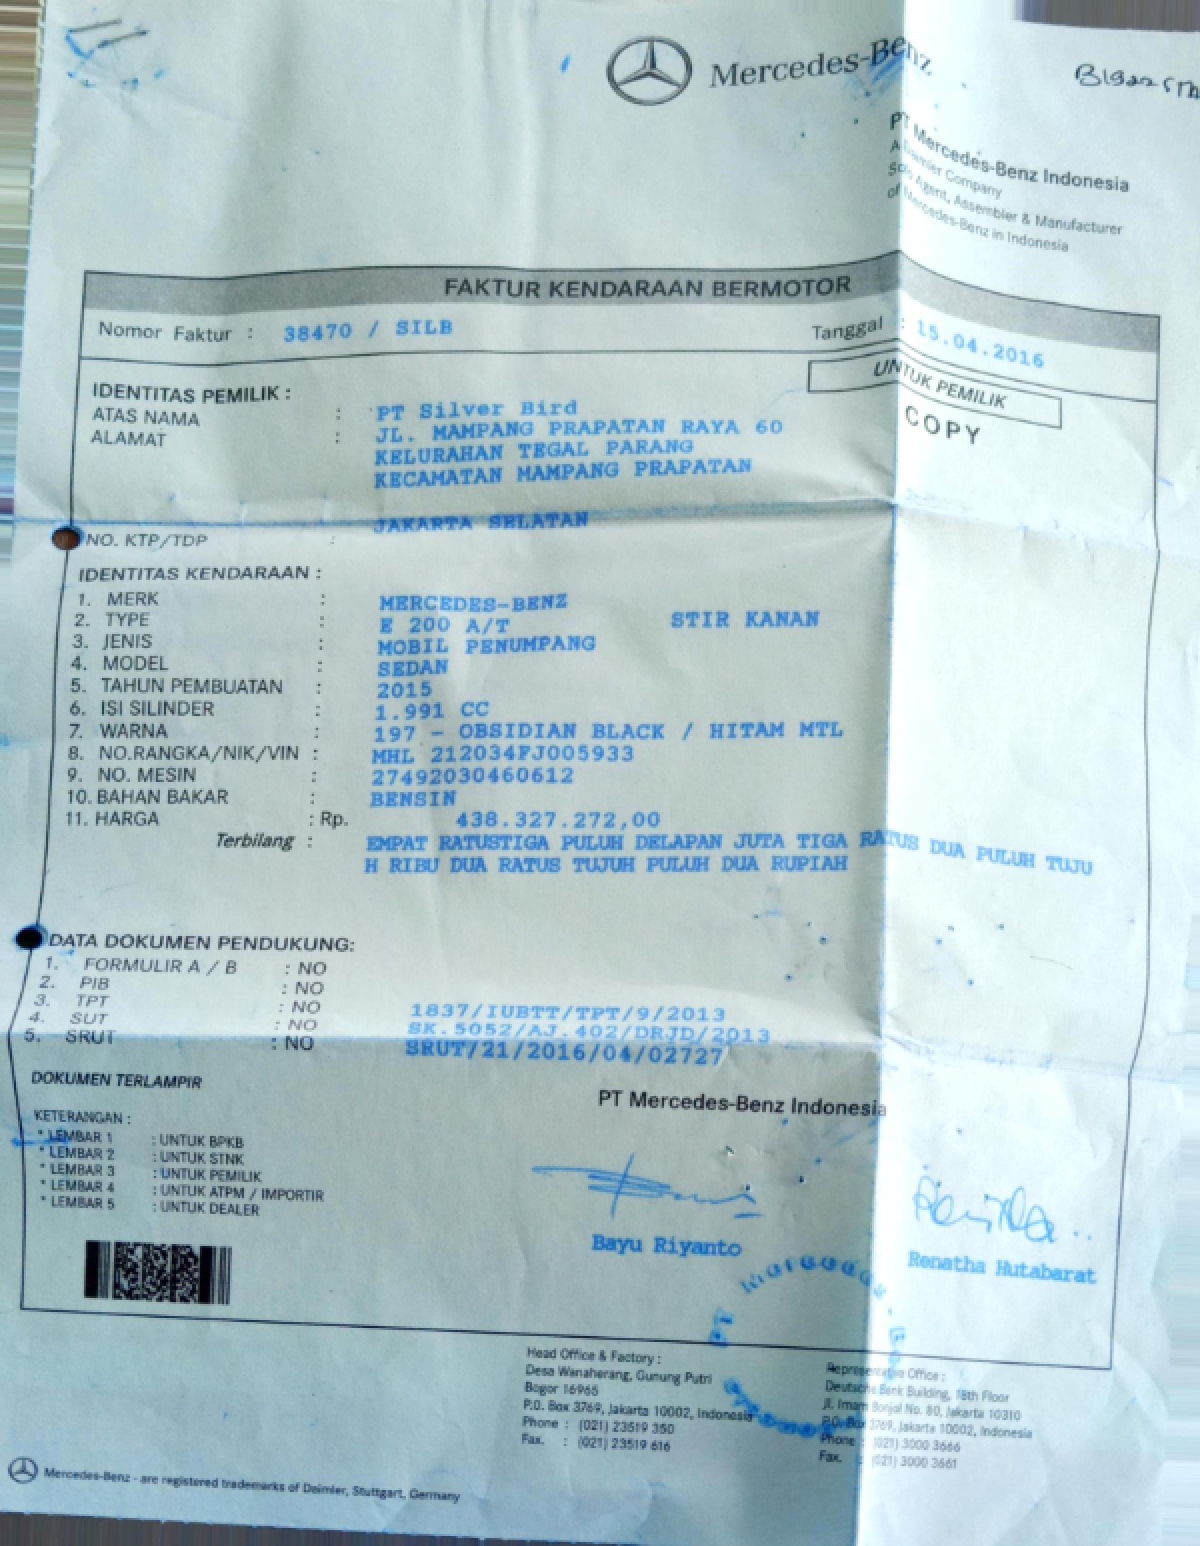 Mercedes-Benz
PT Mercedes-Benz Indonesia
A Daimler Company
Sole Agent, Assembler & Manufacturer
of Mercedes-Benz in Indonesia
FAKTUR KENDARAAN BERMOTOR
Nomor Faktur : 38470 / SILB Tanggal : 15.04.2016
UNTUK PEMILIK
COPY
IDENTITAS PEMILIK :
ATAS NAMA : PT Silver Bird
ALAMAT : JL. MAMPANG PRAPATAN RAYA 60
KELURAHAN TEGAL PARANG
KECAMATAN MAMPANG PRAPATAN
JAKARTA SELATAN
NO. KTP/TDP :
IDENTITAS KENDARAAN :
1. MERK : MERCEDES-BENZ
2. TYPE : E 200 A/T STIR KANAN
3. JENIS : MOBIL PENUMPANG
4. MODEL : SEDAN
5. TAHUN PEMBUATAN : 2015
6. ISI SILINDER : 1.991 CC
7. WARNA : 197 - OBSIDIAN BLACK / HITAM MTL
8. NO.RANGKA/NIK/VIN : MHL 212034FJ005933
9. NO. MESIN : 27492030460612
10. BAHAN BAKAR : BENSIN
11. HARGA : Rp. 438.327.272,00
Terbilang : EMPAT RATUSTIGA PULUH DELAPAN JUTA TIGA RATUS DUA PULUH TUJU
H RIBU DUA RATUS TUJUH PULUH DUA RUPIAH
DATA DOKUMEN PENDUKUNG:
1. FORMULIR A / B : NO
2. PIB : NO
3. TPT : NO 1837/IUBTT/TPT/9/2013
4. SUT : NO SK.5052/AJ.402/DRJD/2013
5. SRUT : NO SRUT/21/2016/04/02727
DOKUMEN TERLAMPIR
PT Mercedes-Benz Indonesia
KETERANGAN :
* LEMBAR 1 : UNTUK BPKB
* LEMBAR 2 : UNTUK STNK
* LEMBAR 3 : UNTUK PEMILIK
* LEMBAR 4 : UNTUK ATPM / IMPORTIR
* LEMBAR 5 : UNTUK DEALER
Bayu Riyanto
Renatha Hutabarat
Head Office & Factory :
Desa Wanaherang, Gunung Putri
Bogor 16965
P.O. Box 3769, Jakarta 10002, Indonesia
Phone : (021) 23519 350
Fax. : (021) 23519 616
Representative Office :
Deutsche Bank Building, 18th Floor
Jl. Imam Bonjol No. 80, Jakarta 10310
P.O. Box 3769, Jakarta 10002, Indonesia
Phone : (021) 3000 3666
Fax. : (021) 3000 3661
Mercedes-Benz - are registered trademarks of Daimler, Stuttgart, Germany